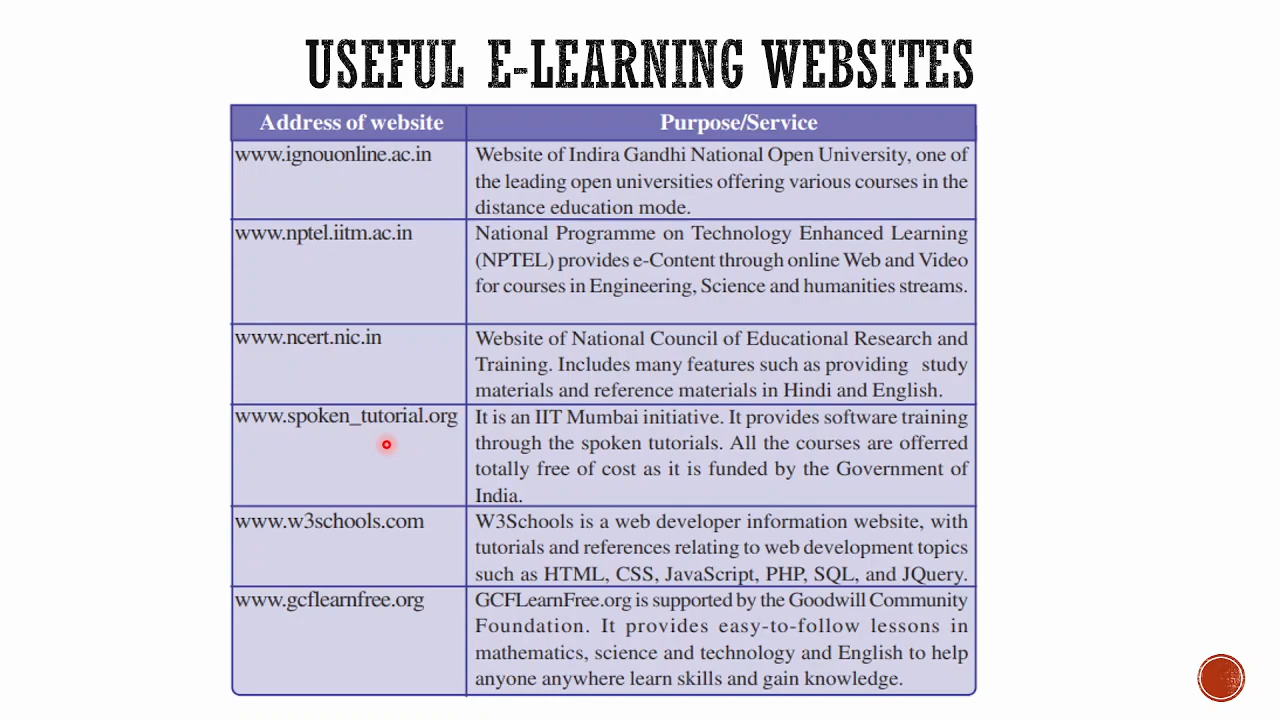 USEFUL E-LEARNING WEBSITES
Address of website
Purpose/Service
www.ignouonline.ac.in
Website of Indira Gandhi National Open University, one of
the leading open universities offering various courses in the
distance education mode.
www.nptel.iitm.ac.in
National Programme on Technology Enhanced Learning
(NPTEL) provides e-Content through online Web and Video
for courses in Engineering, Science and humanities streams.
www.ncert.nic.in
Website of National Council of Educational Research and
Training. Includes many features such as providing study
materials and reference materials in Hindi and English.
www.spoken_tutorial.org
It is an IIT Mumbai initiative. It provides software training
through the spoken tutorials. All the courses are offerred
totally free of cost as it is funded by the Government of
India.
www.w3schools.com
W3Schools is a web developer information website, with
tutorials and references relating to web development topics
such as HTML, CSS, JavaScript, PHP, SQL, and JQuery.
www.gcflearnfree.org
GCFLearnFree.org is supported by the Goodwill Community
Foundation. It provides easy-to-follow lessons in
mathematics, science and technology and English to help
anyone anywhere learn skills and gain knowledge.